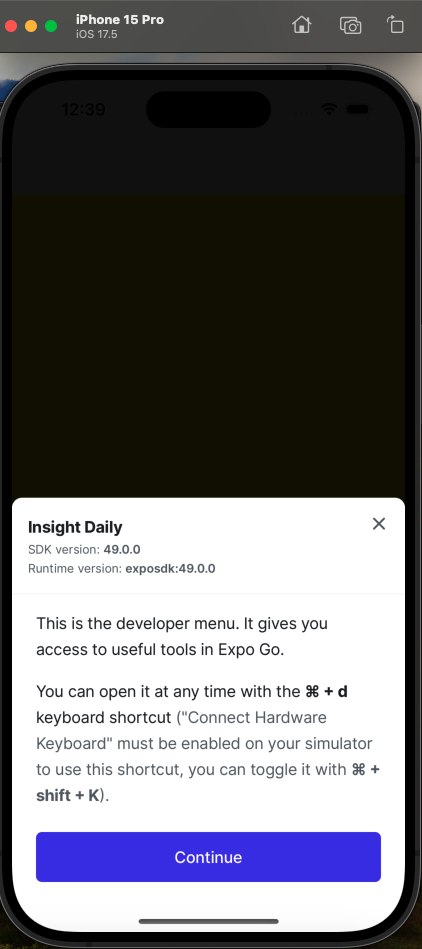 iPhone 15 Pro
iOS 17.5
12:39
Insight Daily
SDK version: 49.0.0
Runtime version: exposdk:49.0.0
This is the developer menu. It gives you
access to useful tools in Expo Go.
You can open it at any time with the ⌘ + d
keyboard shortcut ("Connect Hardware
Keyboard" must be enabled on your simulator
to use this shortcut, you can toggle it with ⌘ +
shift + K).
Continue